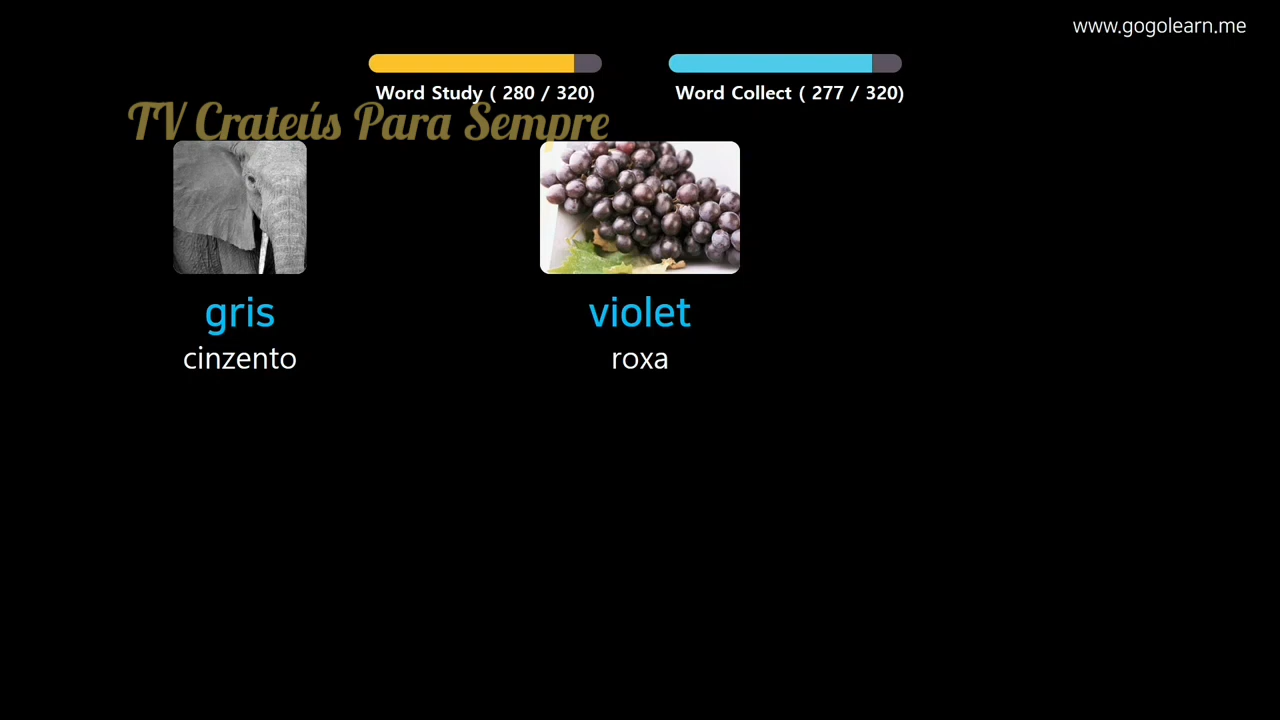 www.gogolearn.me
Word Study ( 280 / 320)
Word Collect ( 277 / 320)
TV Crateús Para Sempre
gris
cinzento
violet
roxa